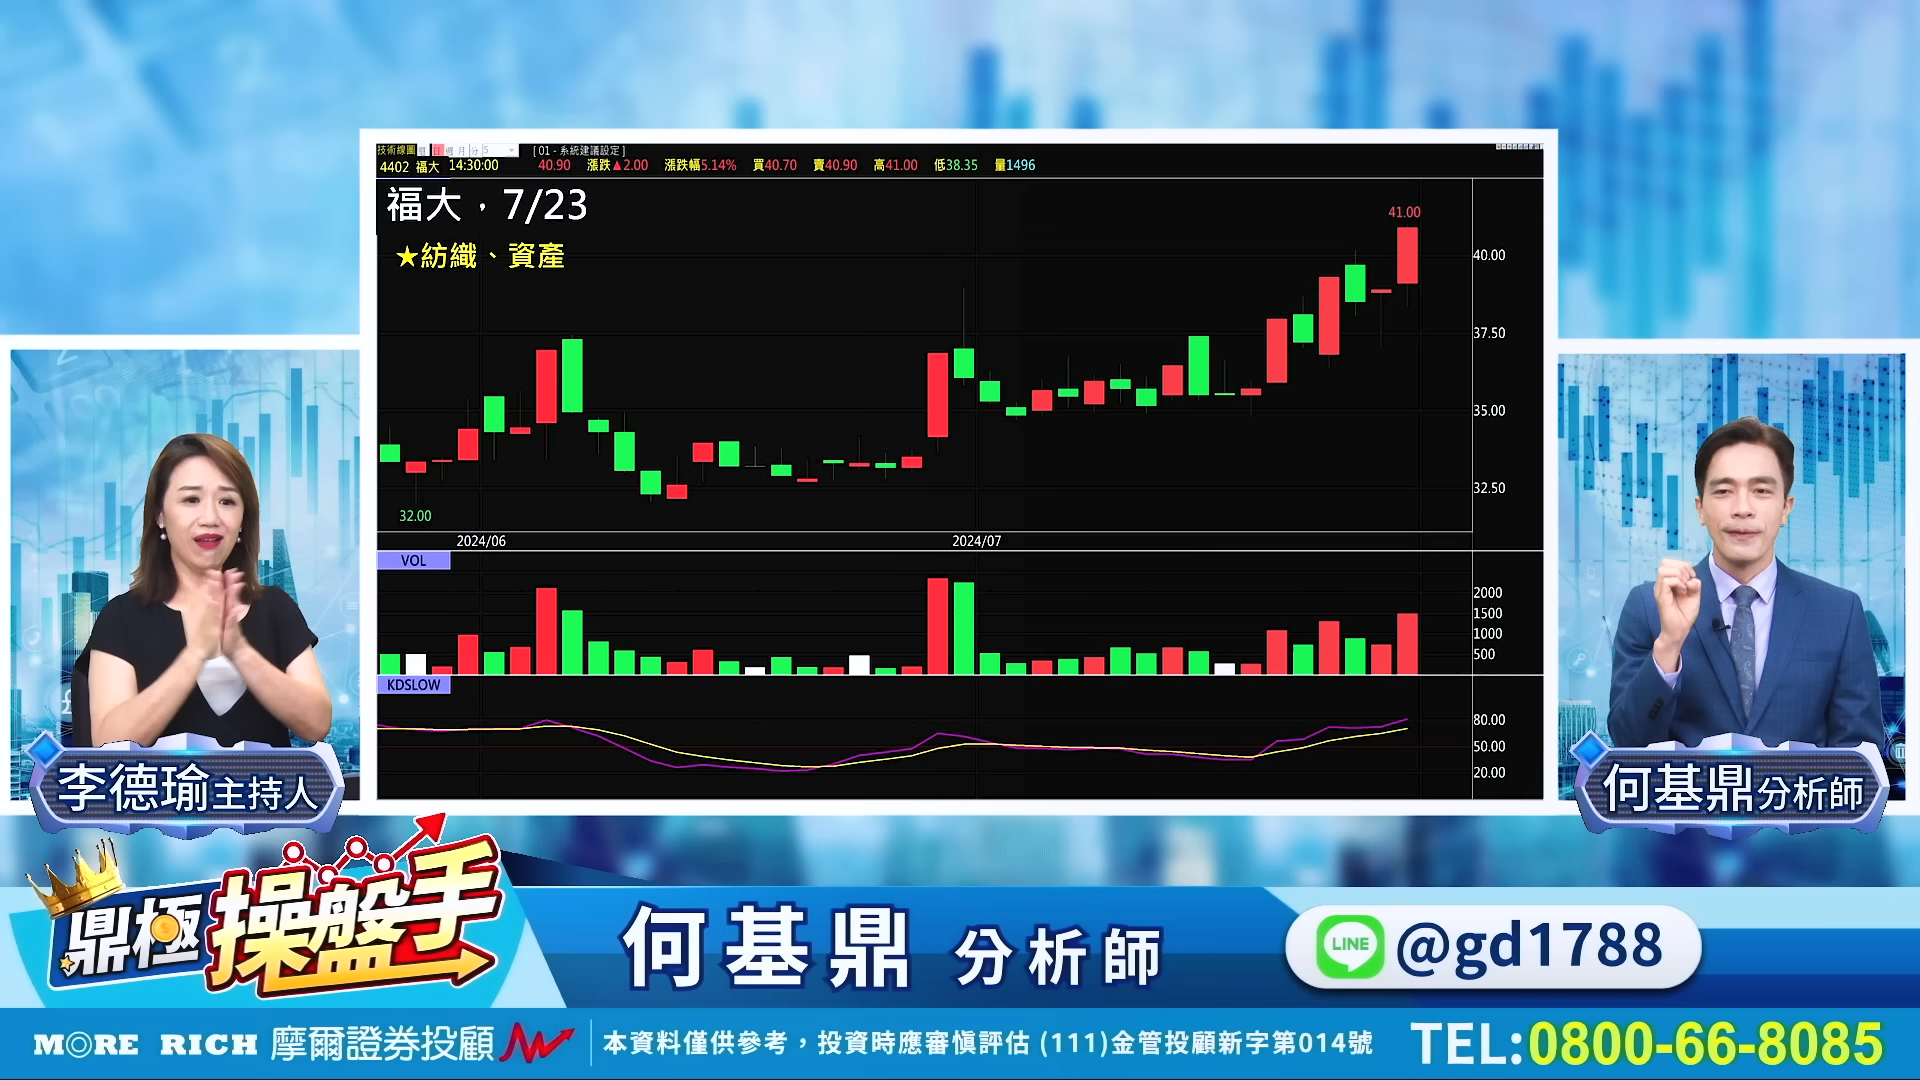 技術線圖 日 週 月 分 5 [ 01 - 系統建議設定 ]
4402 福大 14:30:00 40.90 漲跌▲2.00 漲跌幅5.14% 買40.70 賣40.90 高41.00 低38.35 量1496
福大，7/23
★紡織、資產
41.00
40.00
37.50
35.00
32.50
32.00
2024/06 2024/07
VOL
2000
1500
1000
500
KDSLOW
80.00
50.00
20.00
李德瑜主持人
何基鼎分析師
鼎極操盤手
何基鼎 分析師
LINE @gd1788
MORE RICH 摩爾證券投顧
本資料僅供參考，投資時應審慎評估 (111)金管投顧新字第014號
TEL:0800-66-8085